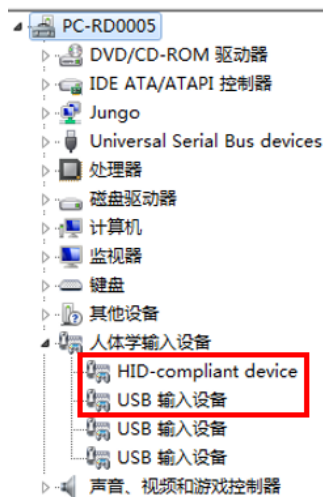 PC-RD0005
DVD/CD-ROM 驱动器
IDE ATA/ATAPI 控制器
Jungo
Universal Serial Bus devices
处理器
磁盘驱动器
计算机
监视器
键盘
其他设备
人体学输入设备
HID-compliant device
USB 输入设备
USB 输入设备
USB 输入设备
声音、视频和游戏控制器